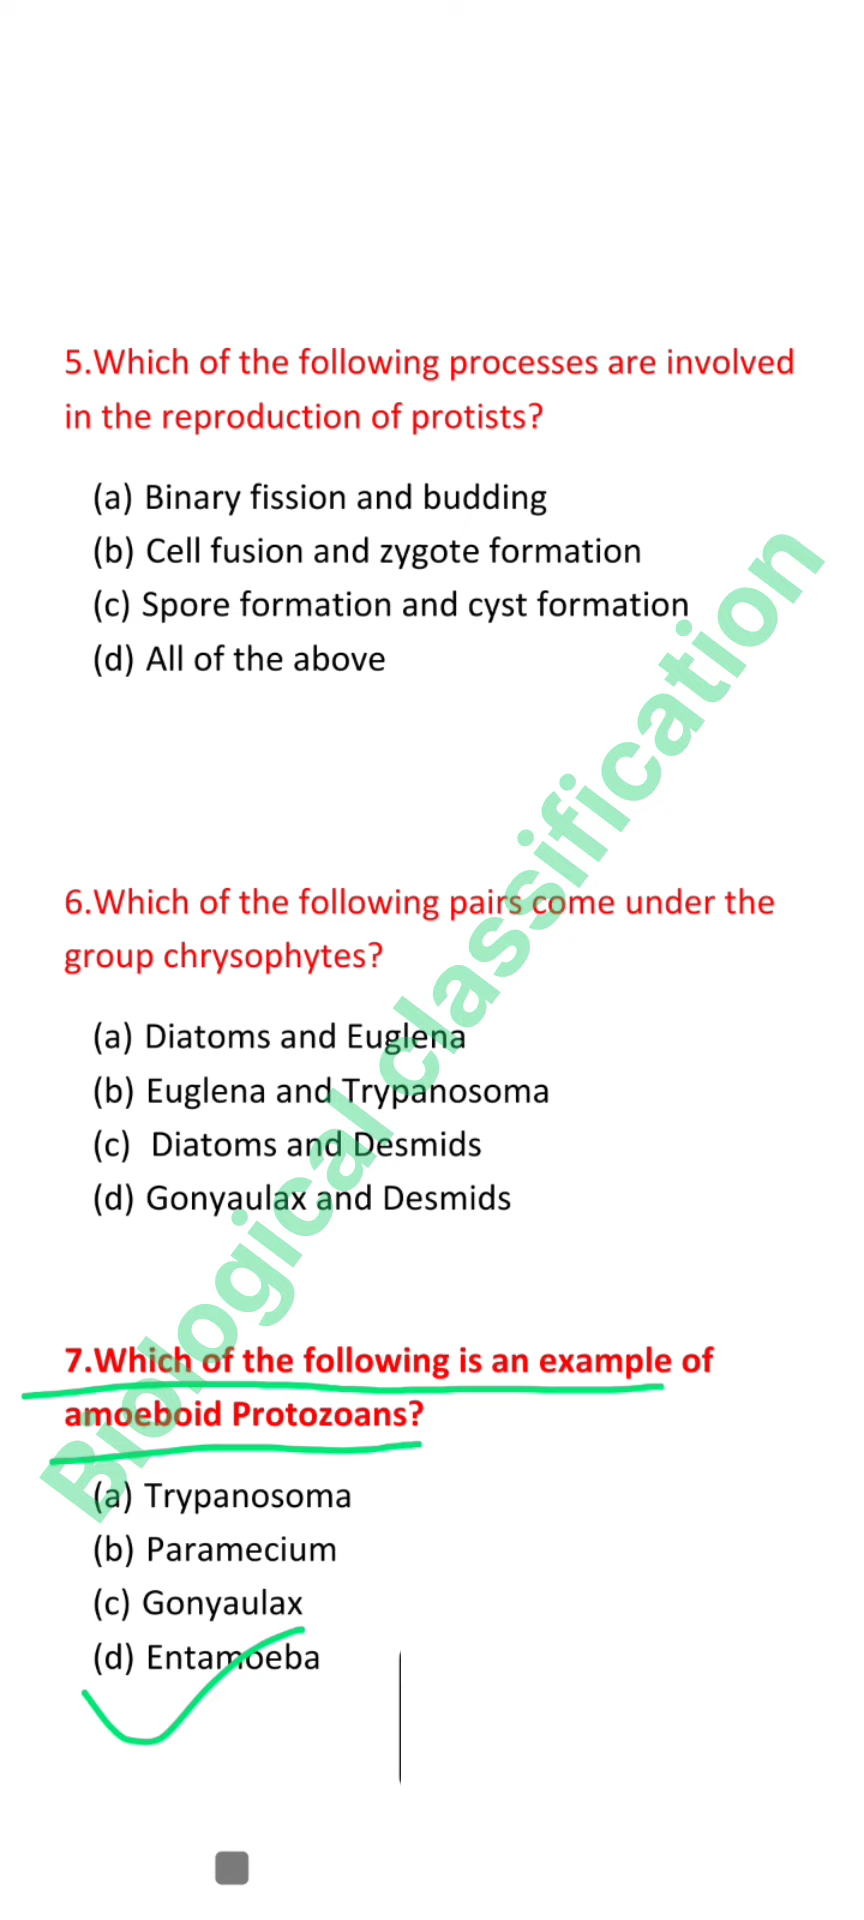 5.Which of the following processes are involved
in the reproduction of protists?
(a) Binary fission and budding
(b) Cell fusion and zygote formation
(c) Spore formation and cyst formation
(d) All of the above
6.Which of the following pairs come under the
group chrysophytes?
(a) Diatoms and Euglena
(b) Euglena and Trypanosoma
(c)  Diatoms and Desmids
(d) Gonyaulax and Desmids
7.Which of the following is an example of
amoeboid Protozoans?
(a) Trypanosoma
(b) Paramecium
(c) Gonyaulax
(d) Entamoeba
Biological classification